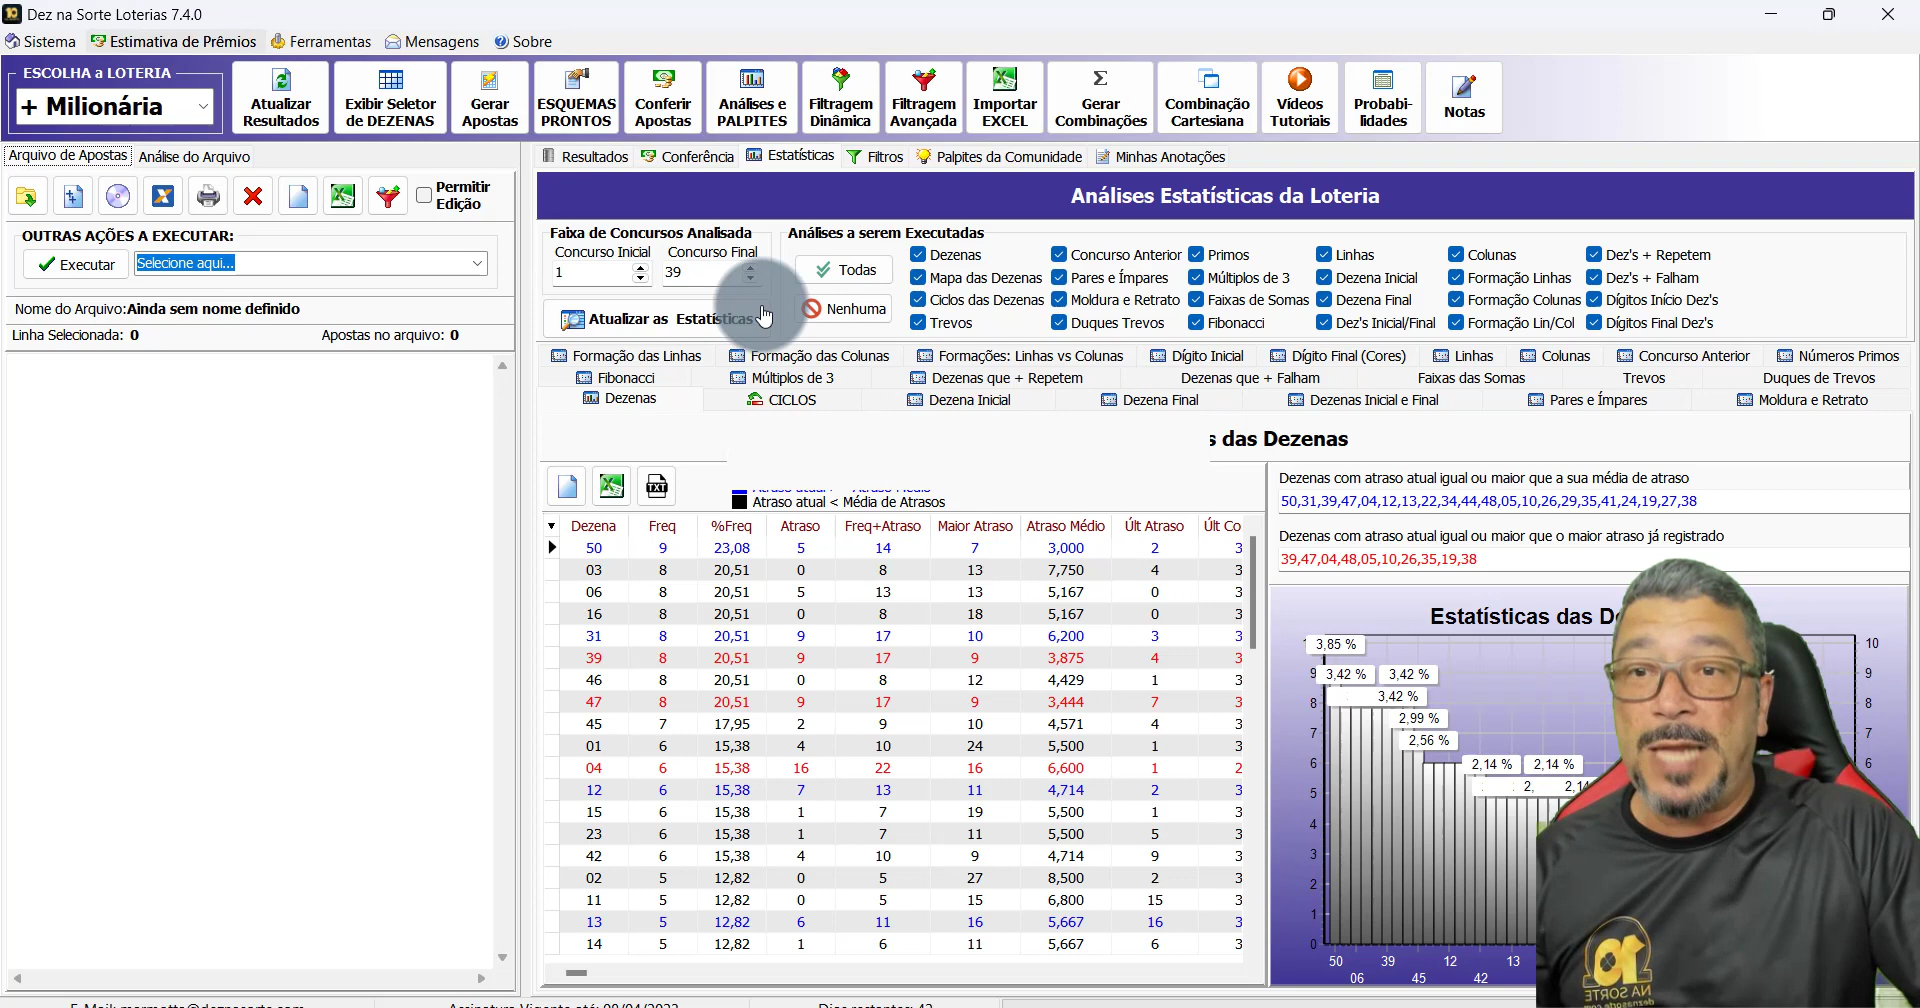 Dez na Sorte Loterias 7.4.0
Sistema Estimativa de Prêmios Ferramentas Mensagens Sobre
ESCOLHA a LOTERIA
+ Milionária
Atualizar Resultados
Exibir Seletor de DEZENAS
Gerar Apostas
ESQUEMAS PRONTOS
Conferir Apostas
Análises e PALPITES
Filtragem Dinâmica
Filtragem Avançada
Importar EXCEL
Gerar Combinações
Combinação Cartesiana
Vídeos Tutoriais
Probabi-lidades
Notas
Arquivo de Apostas Análise do Arquivo
Permitir Edição
OUTRAS AÇÕES A EXECUTAR:
Executar Selecione aqui...
Nome do Arquivo:Ainda sem nome definido
Linha Selecionada: 0 Apostas no arquivo: 0
Resultados Conferência Estatísticas Filtros Palpites da Comunidade Minhas Anotações
Análises Estatísticas da Loteria
Faixa de Concursos Analisada
Concurso Inicial Concurso Final
1 39
Atualizar as Estatísticas
Análises a serem Executadas
Todas
Nenhuma
Dezenas Concurso Anterior Primos Linhas Colunas Dez's + Repetem
Mapa das Dezenas Pares e Ímpares Múltiplos de 3 Dezena Inicial Formação Linhas Dez's + Falham
Ciclos das Dezenas Moldura e Retrato Faixas de Somas Dezena Final Formação Colunas Dígitos Início Dez's
Trevos Duques Trevos Fibonacci Dez's Inicial/Final Formação Lin/Col Dígitos Final Dez's
Formação das Linhas Formação das Colunas Formações: Linhas vs Colunas Dígito Inicial Dígito Final (Cores) Linhas Colunas Concurso Anterior Números Primos
Fibonacci Múltiplos de 3 Dezenas que + Repetem Dezenas que + Falham Faixas das Somas Trevos Duques de Trevos
Dezenas CICLOS Dezena Inicial Dezena Final Dezenas Inicial e Final Pares e Ímpares Moldura e Retrato
s das Dezenas
TXT
Atraso atual < Média de Atrasos
Dezena Freq %Freq Atraso Freq+Atraso Maior Atraso Atraso Médio Últ Atraso Últ Co
50 9 23,08 5 14 7 3,000 2 3
03 8 20,51 0 8 13 7,750 4 3
06 8 20,51 5 13 13 5,167 0 3
16 8 20,51 0 8 18 5,167 0 3
31 8 20,51 9 17 10 6,200 3 3
39 8 20,51 9 17 9 3,875 4 3
46 8 20,51 0 8 12 4,429 1 3
47 8 20,51 9 17 9 3,444 7 3
45 7 17,95 2 9 10 4,571 4 3
01 6 15,38 4 10 24 5,500 1 3
04 6 15,38 16 22 16 6,600 1 2
12 6 15,38 7 13 11 4,714 2 3
15 6 15,38 1 7 19 5,500 1 3
23 6 15,38 1 7 11 5,500 5 3
42 6 15,38 4 10 9 4,714 9 3
02 5 12,82 0 5 27 8,500 2 3
11 5 12,82 0 5 15 6,800 15 3
13 5 12,82 6 11 16 5,667 16 3
14 5 12,82 1 6 11 5,667 6 3
Dezenas com atraso atual igual ou maior que a sua média de atraso
50,31,39,47,04,12,13,22,34,44,48,05,10,26,29,35,41,24,19,27,38
Dezenas com atraso atual igual ou maior que o maior atraso já registrado
39,47,04,48,05,10,26,35,19,38
Estatísticas das D
3,85 % 10
9 3,42 % 3,42 % 9
8 3,42 % 8
7 2,99 % 7
2,56 %
6 2,14 % 2,14 % 6
5
4
3
2
1
0
50 39 12 13
06 45 42
10
NA SORTE
deznasorte.com